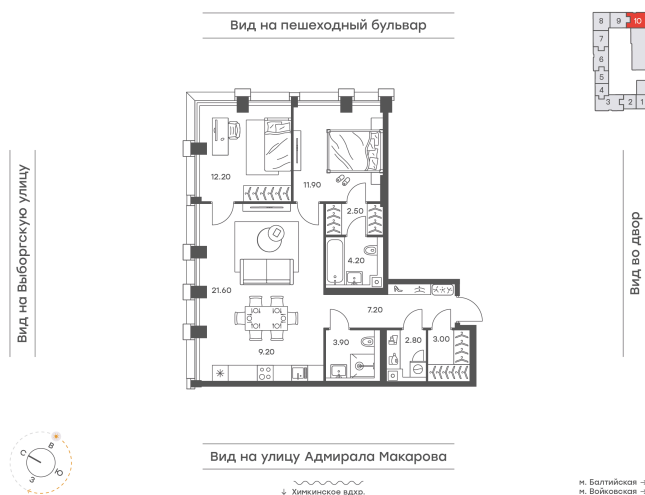 Вид на пешеходный бульвар
8 9 10
7
6
5
4
3 2 1
Вид на Выборгскую улицу
Вид во двор
12.20
11.90
2.50
4.20
21.60
7.20
9.20
3.90
2.80
3.00
Вид на улицу Адмирала Макарова
↓ Химкинское вдхр.
С В Ю З
м. Балтийская →
м. Войковская →